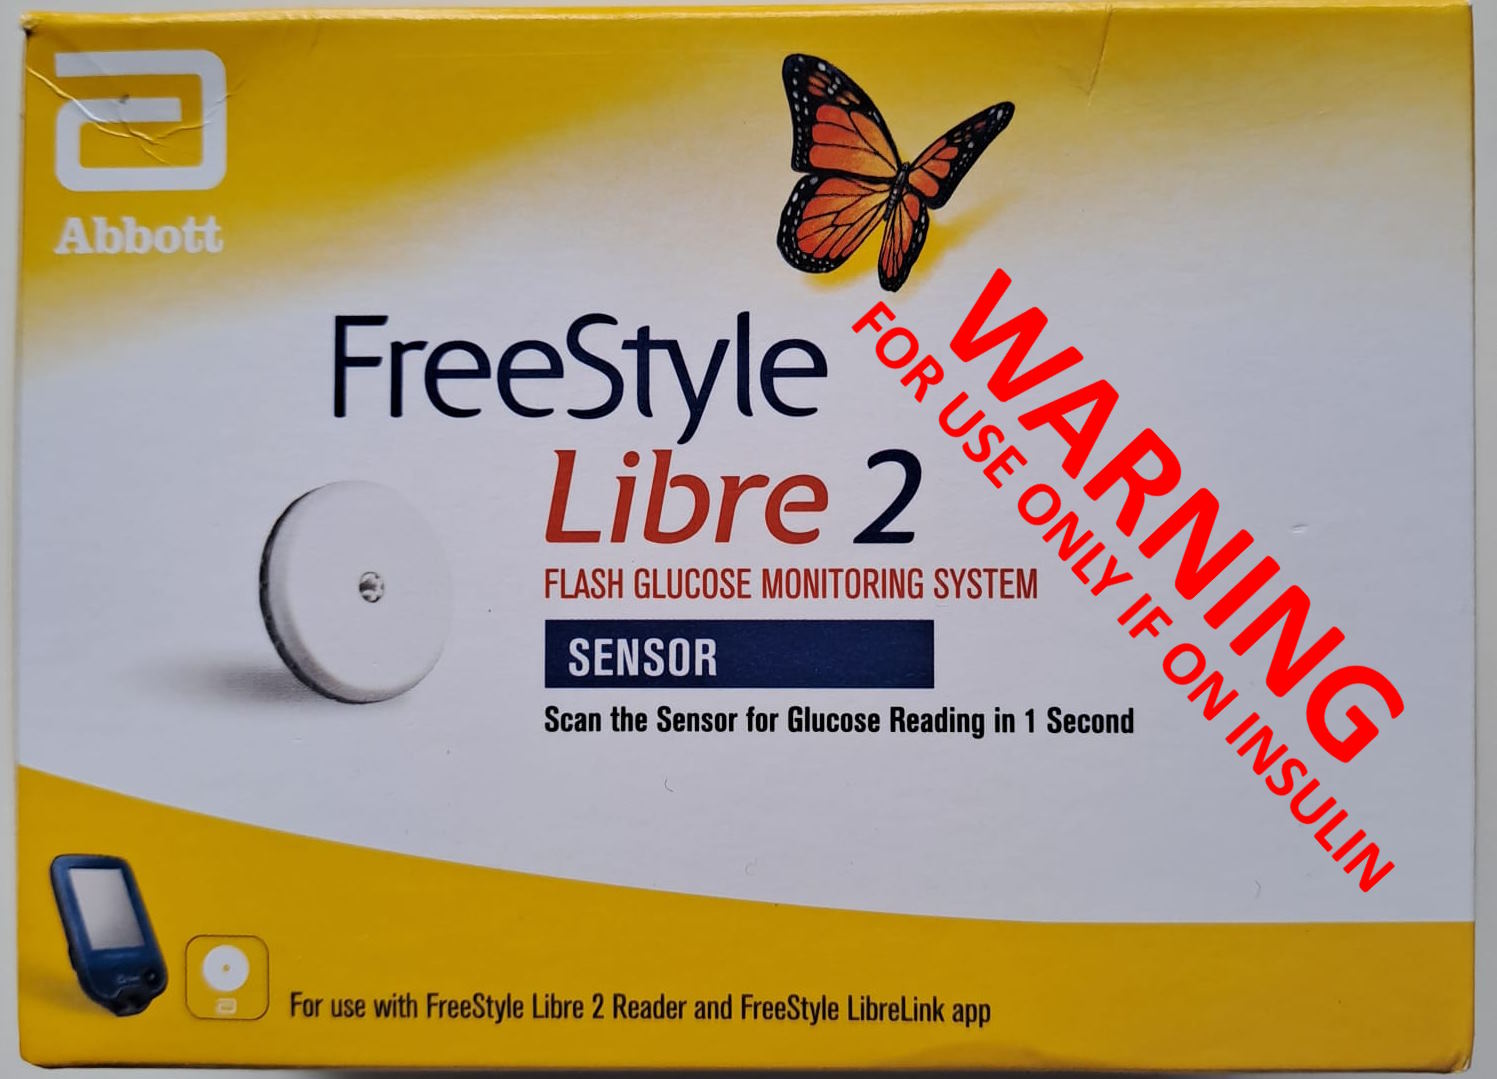 Abbott
FreeStyle
Libre 2
FLASH GLUCOSE MONITORING SYSTEM
SENSOR
Scan the Sensor for Glucose Reading in 1 Second
WARNING
FOR USE ONLY IF ON INSULIN
For use with FreeStyle Libre 2 Reader and FreeStyle LibreLink app